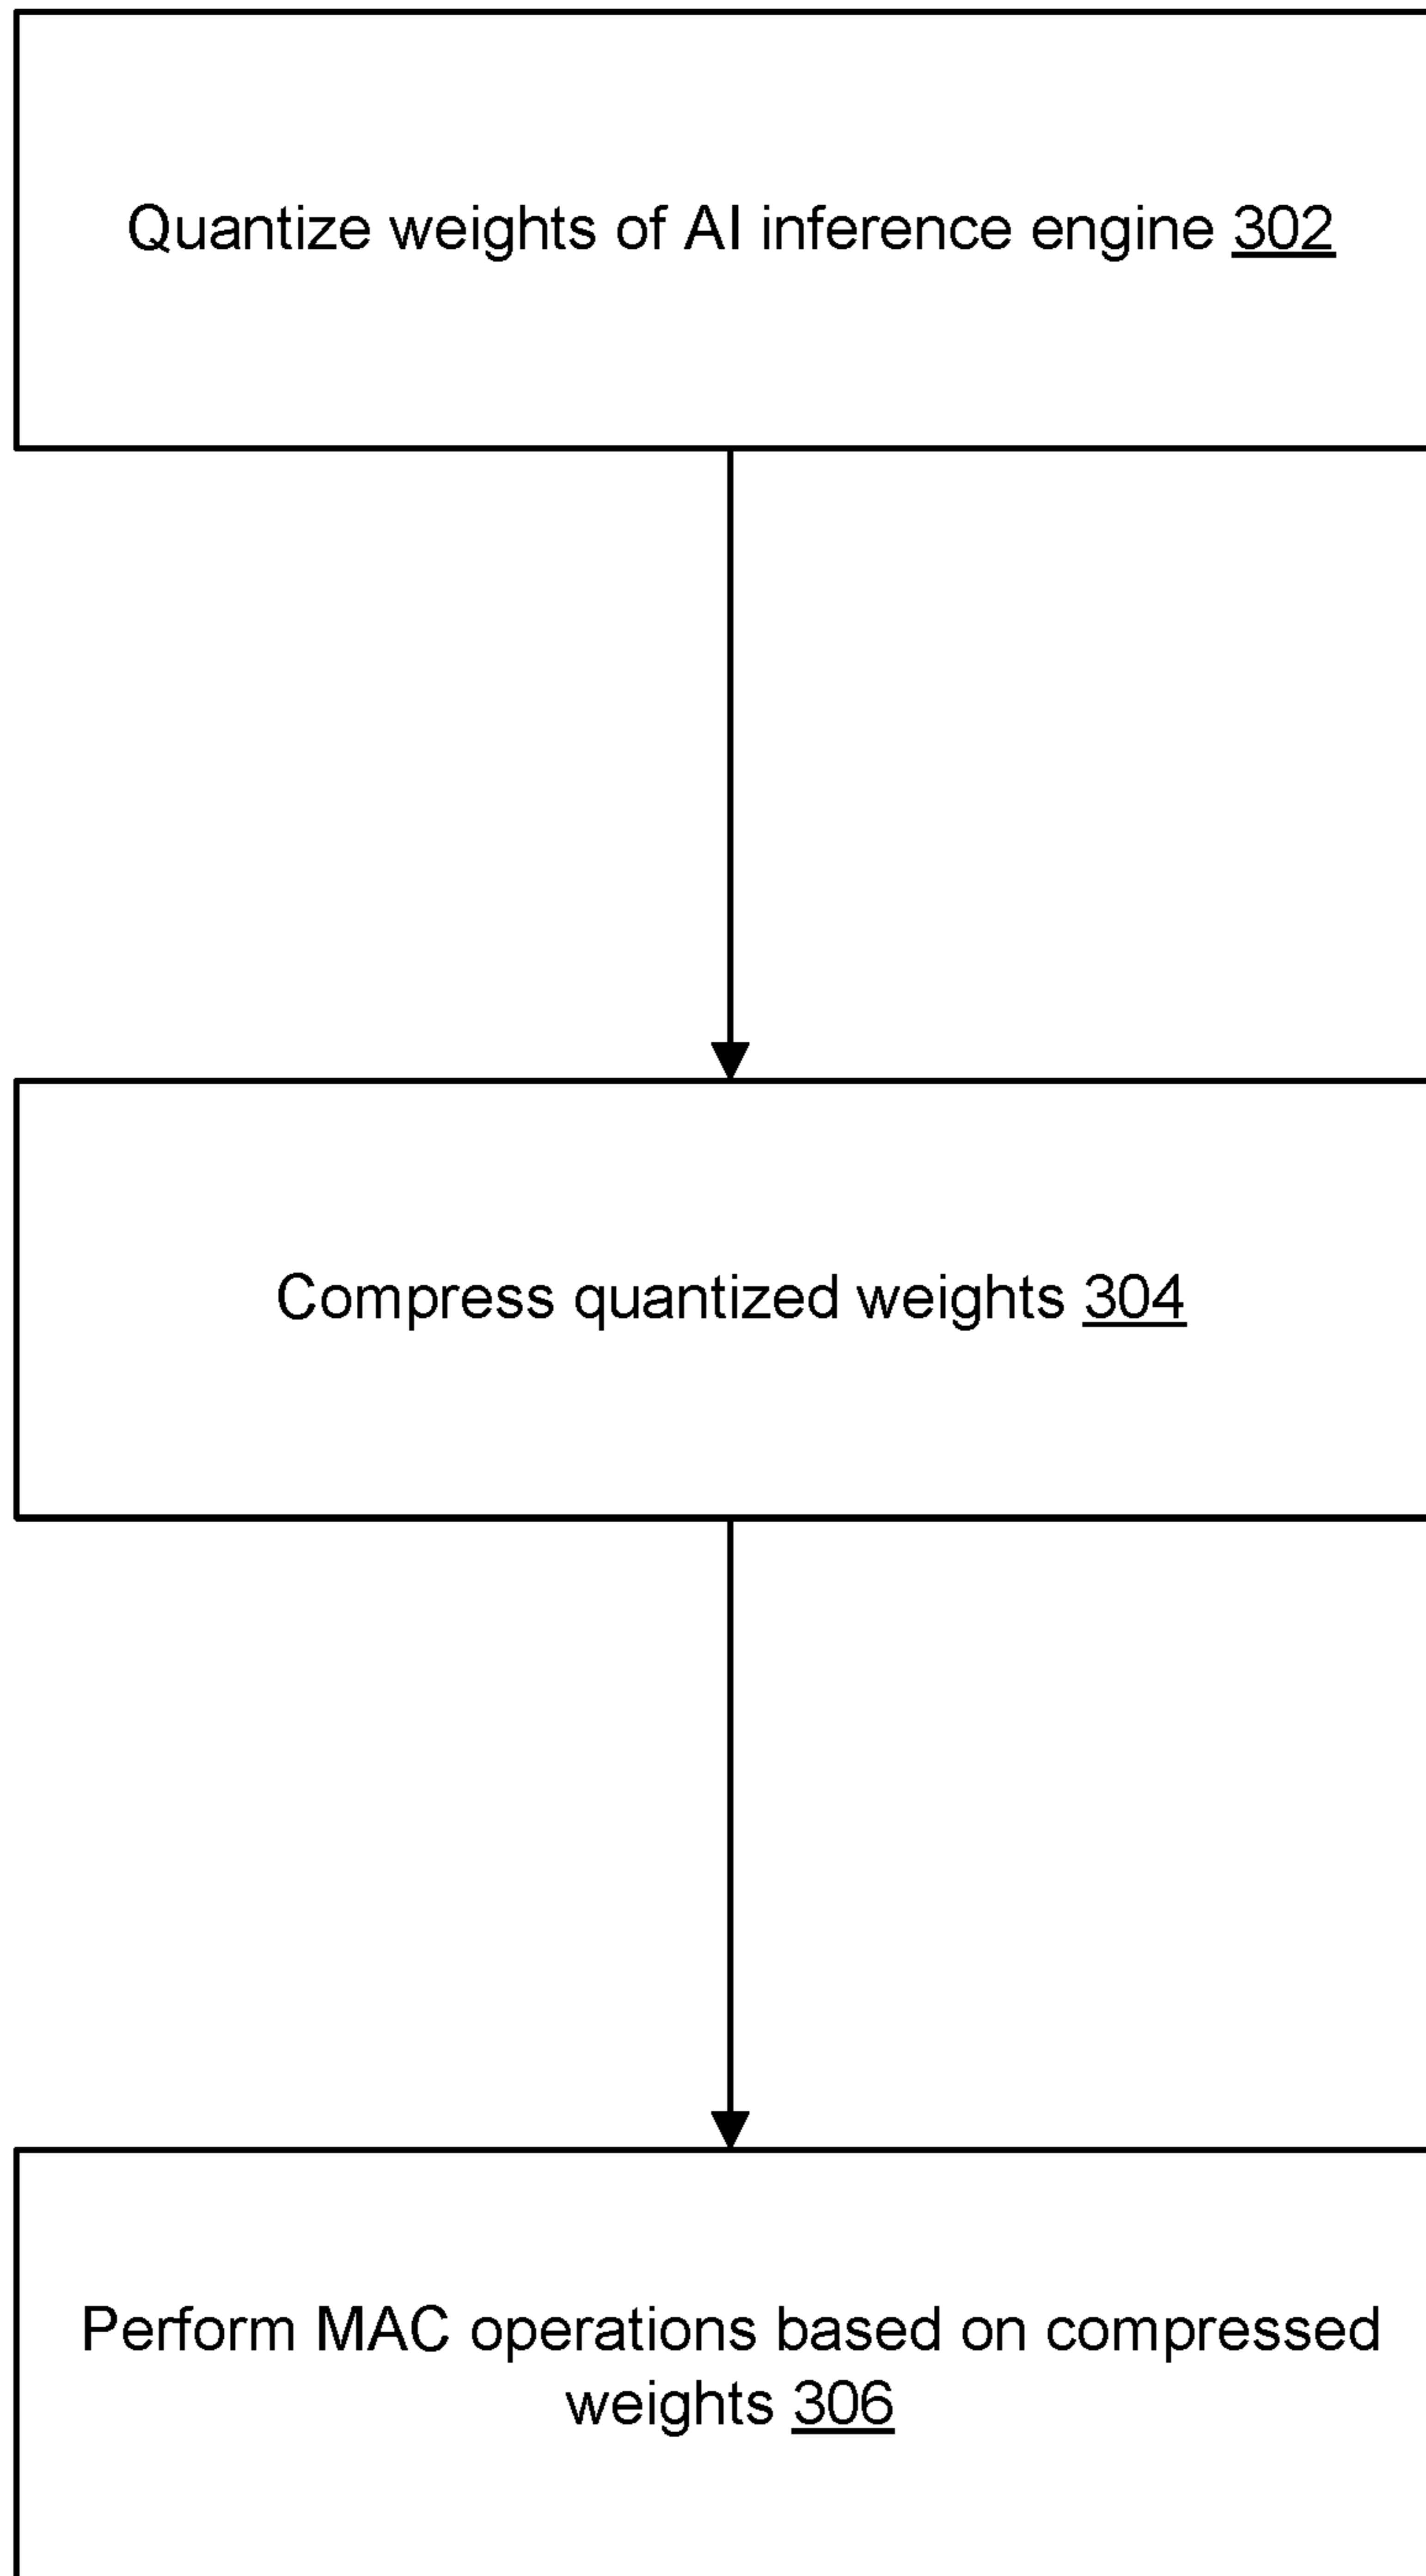 Quantize weights of AI inference engine 302
Compress quantized weights 304
Perform MAC operations based on compressed
weights 306